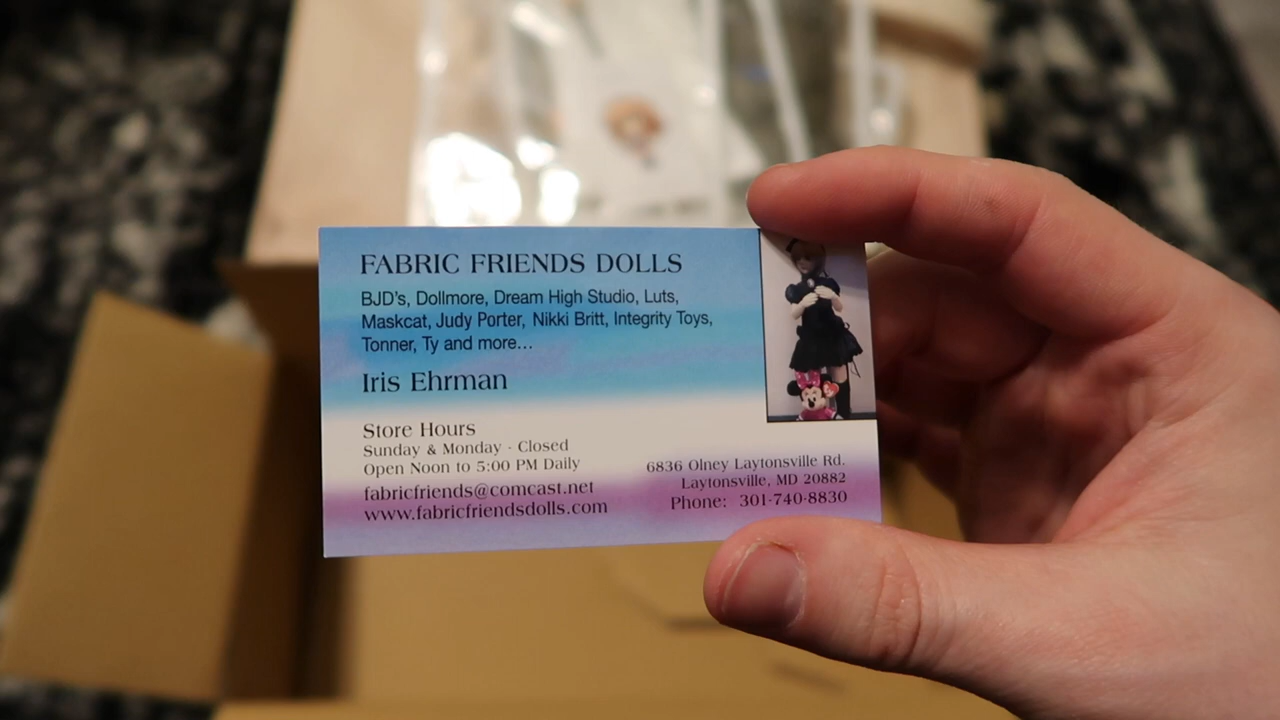 FABRIC FRIENDS DOLLS
BJD's, Dollmore, Dream High Studio, Luts,
Maskcat, Judy Porter, Nikki Britt, Integrity Toys,
Tonner, Ty and more...
Iris Ehrman
Store Hours
Sunday & Monday - Closed
Open Noon to 5:00 PM Daily
fabricfriends@comcast.net
www.fabricfriendsdolls.com
6836 Olney Laytonsville Rd.
Laytonsville, MD 20882
Phone: 301-740-8830